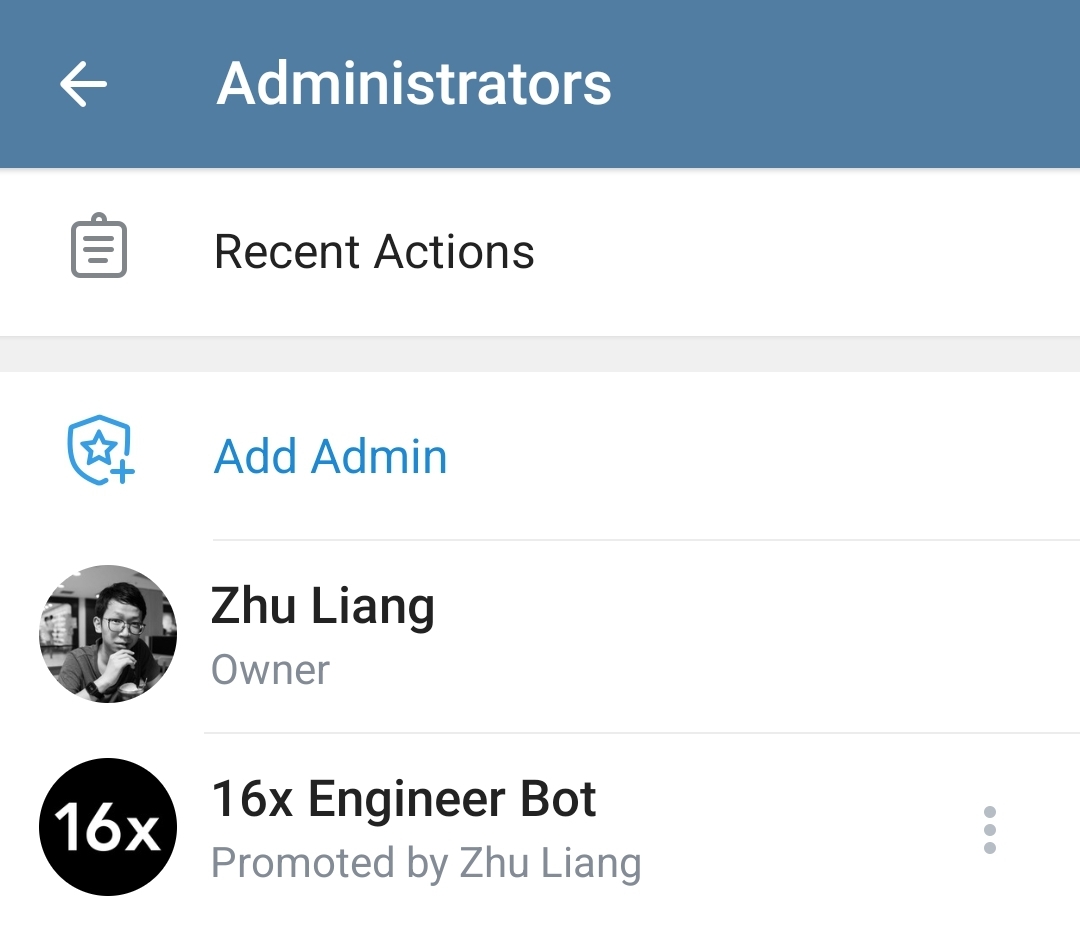 Administrators
Recent Actions
Add Admin
Zhu Liang
Owner
16x
16x Engineer Bot
Promoted by Zhu Liang